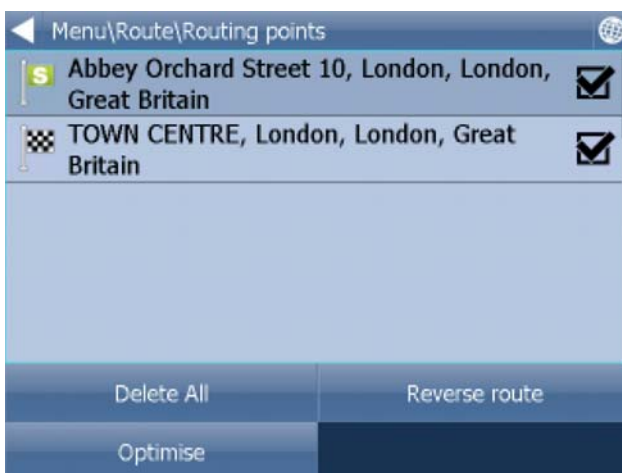 Menu\Route\Routing points
S
Abbey Orchard Street 10, London, London,
Great Britain
TOWN CENTRE, London, London, Great
Britain
Delete All
Reverse route
Optimise